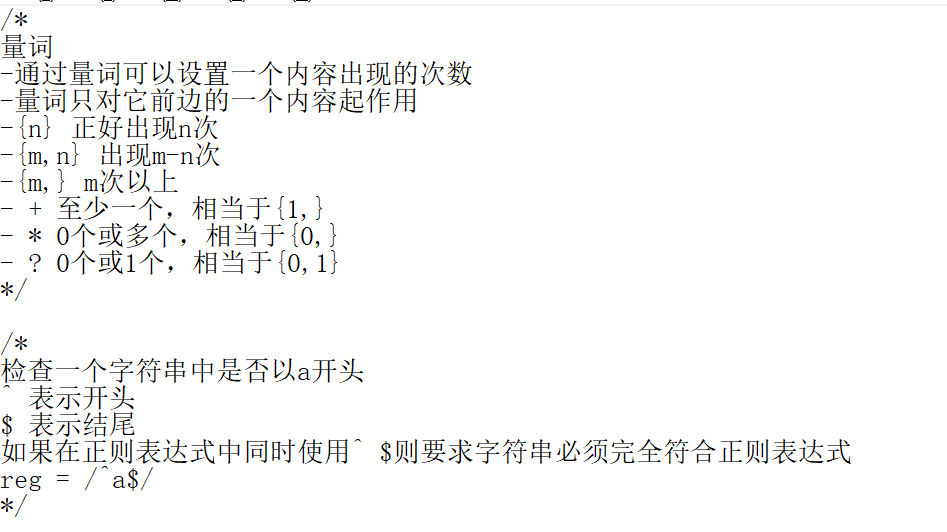 /*
量词
-通过量词可以设置一个内容出现的次数
-量词只对它前边的一个内容起作用
-{n} 正好出现n次
-{m,n} 出现m-n次
-{m,} m次以上
- + 至少一个，相当于{1,}
- * 0个或多个，相当于{0,}
- ? 0个或1个，相当于{0,1}
*/
/*
检查一个字符串中是否以a开头
^ 表示开头
$ 表示结尾
如果在正则表达式中同时使用^ $则要求字符串必须完全符合正则表达式
reg = /^a$/
*/